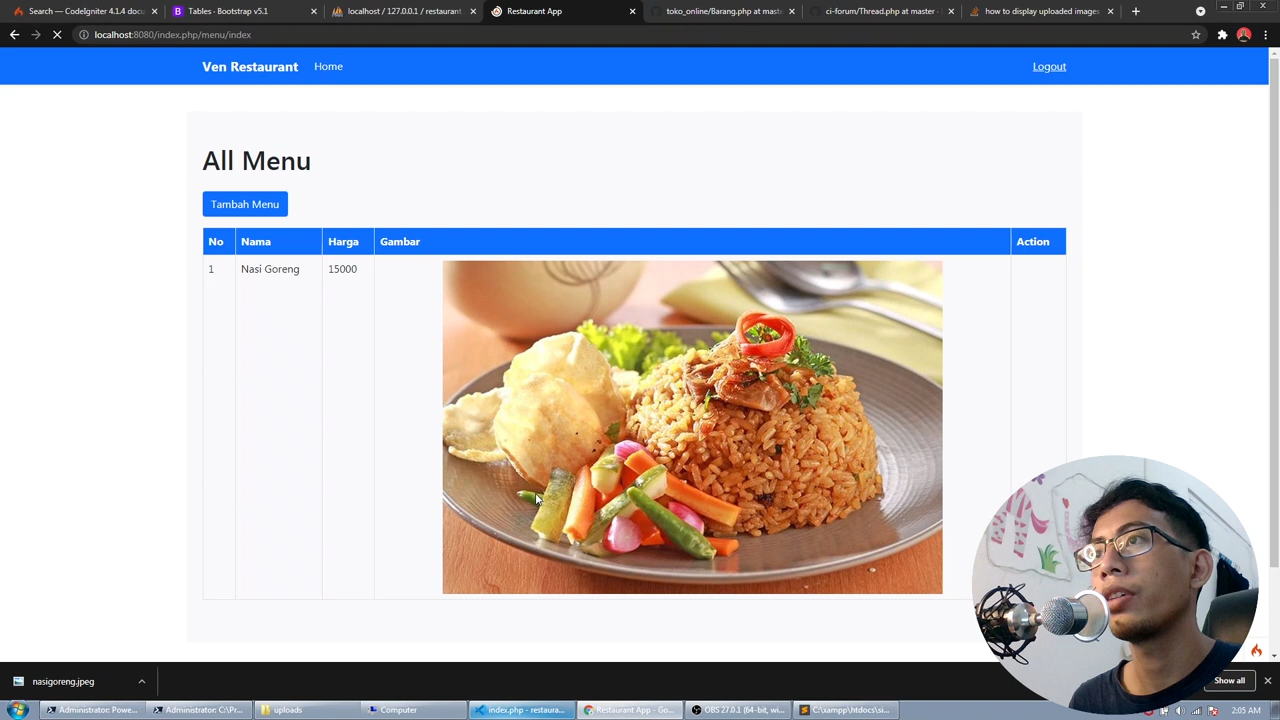 Search — CodeIgniter 4.1.4 docu
Tables · Bootstrap v5.1
localhost / 127.0.0.1 / restaurant
Restaurant App
toko_online/Barang.php at mast
ci-forum/Thread.php at master ·
how to display uploaded images
localhost:8080/index.php/menu/index
Ven Restaurant Home Logout
All Menu
Tambah Menu
No Nama Harga Gambar Action
1 Nasi Goreng 15000
nasigoreng.jpeg
Show all
Administrator: Powe...
Administrator: C:\Pr...
uploads
Computer
index.php - restaura...
Restaurant App - Go...
OBS 27.0.1 (64-bit, wi...
C:\xampp\htdocs\si...
2:05 AM